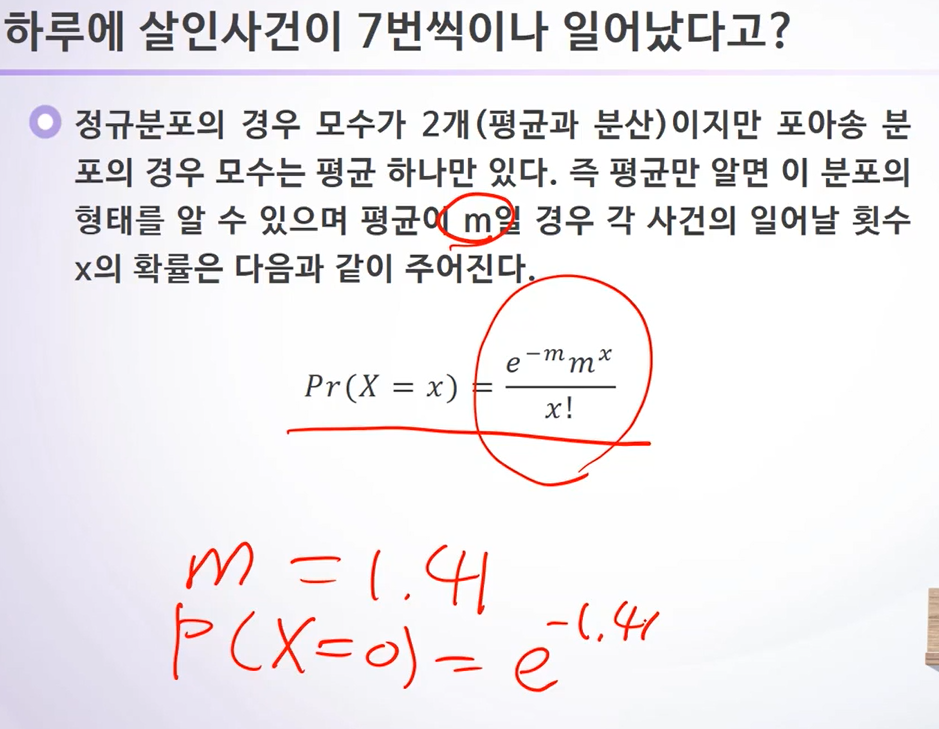 하루에 살인사건이 7번씩이나 일어났다고?
정규분포의 경우 모수가 2개(평균과 분산)이지만 포아송 분
포의 경우 모수는 평균 하나만 있다. 즉 평균만 알면 이 분포의
형태를 알 수 있으며 평균이 m일 경우 각 사건의 일어날 횟수
x의 확률은 다음과 같이 주어진다.
Pr(X = x) = \frac{e^{-m} m^x}{x!}
m = 1.41
P(X=0) = e^{-1.41}